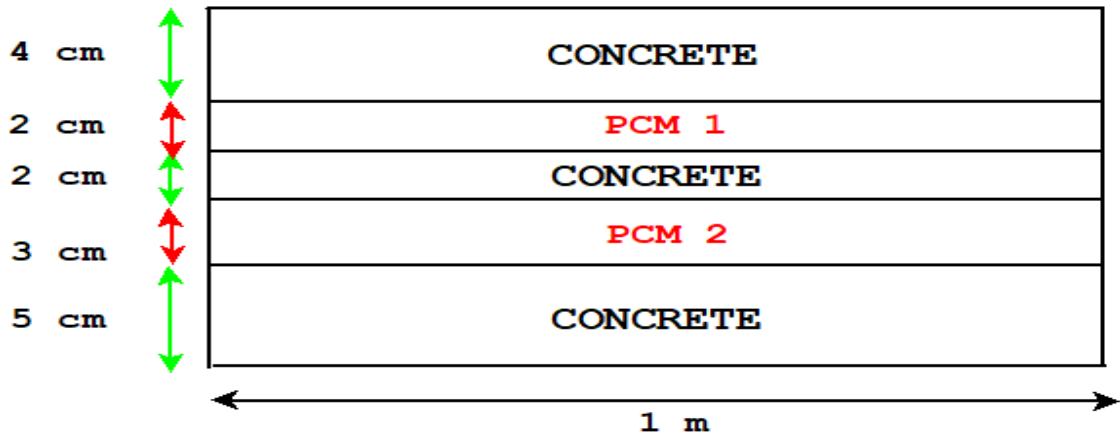 4 cm
CONCRETE
2 cm
PCM 1
2 cm
CONCRETE
3 cm
PCM 2
5 cm
CONCRETE
1 m